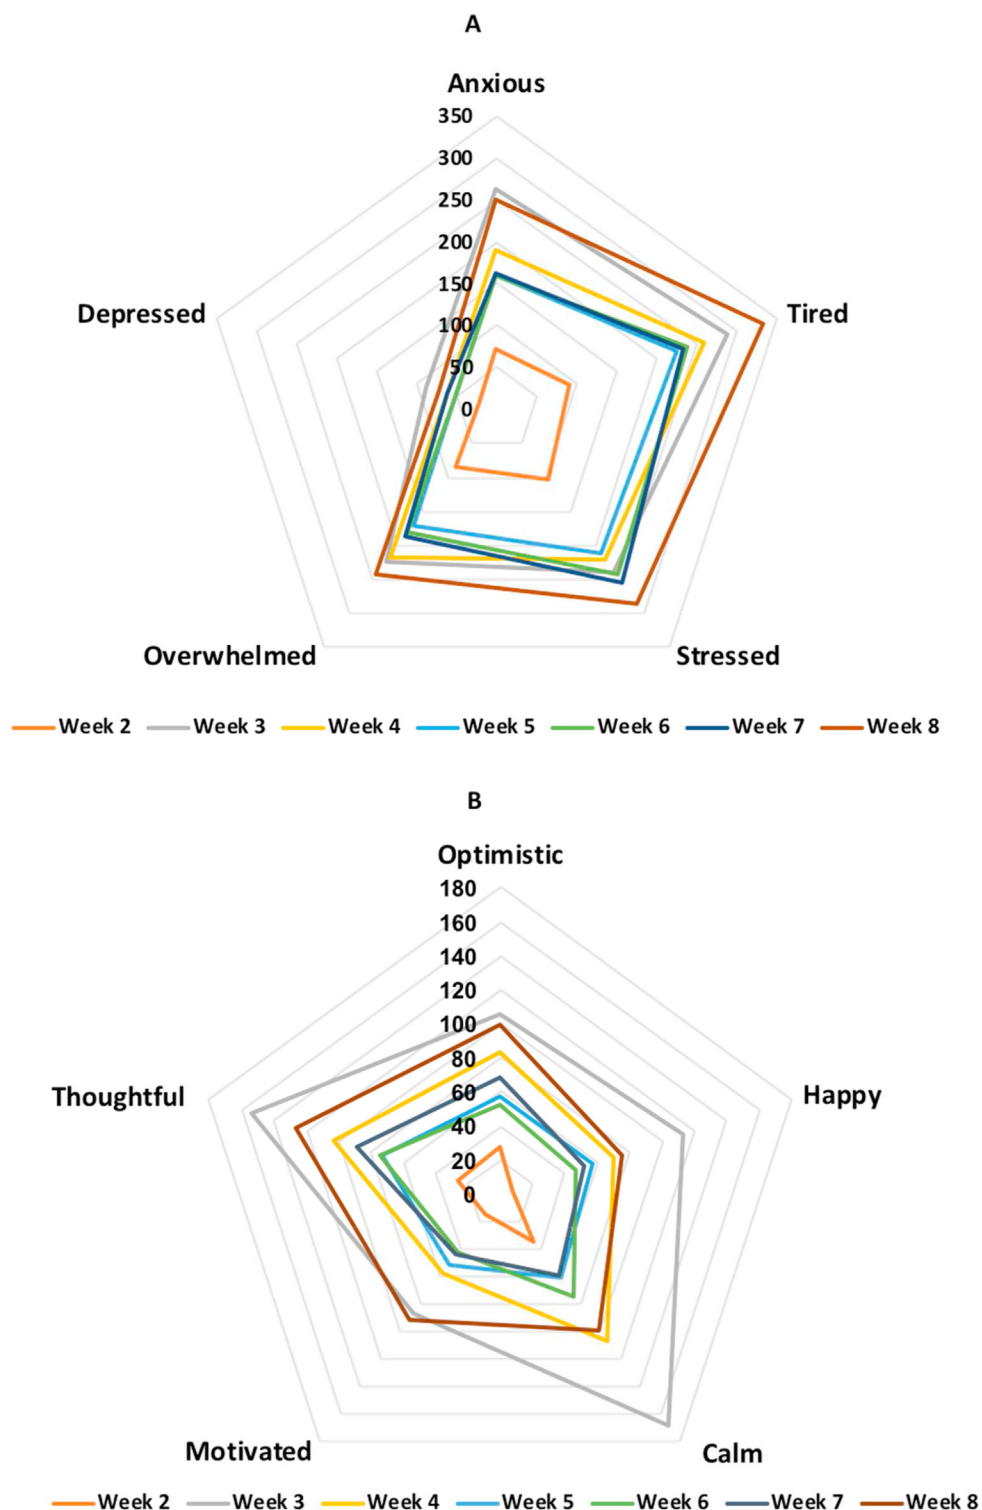 A
Anxious
350
300
250
200
150
100
50
0
Depressed
Tired
Overwhelmed
Stressed
Week 2 Week 3 Week 4 Week 5 Week 6 Week 7 Week 8
B
Optimistic
180
160
140
120
100
80
60
40
20
0
Thoughtful
Happy
Motivated
Calm
Week 2 Week 3 Week 4 Week 5 Week 6 Week 7 Week 8